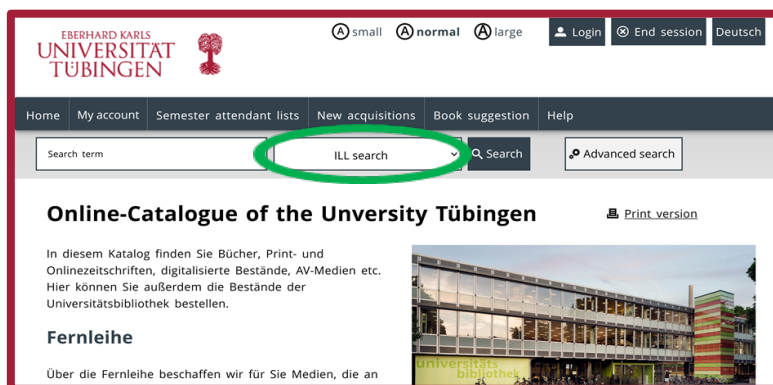 EBERHARD KARLS
UNIVERSITÄT
TÜBINGEN
A small A normal A large
Login End session Deutsch
Home My account Semester attendant lists New acquisitions Book suggestion Help
Search term ILL search Search Advanced search
Online-Catalogue of the Unversity Tübingen
Print version
In diesem Katalog finden Sie Bücher, Print- und
Onlinezeitschriften, digitalisierte Bestände, AV-Medien etc.
Hier können Sie außerdem die Bestände der
Universitätsbibliothek bestellen.
Fernleihe
Über die Fernleihe beschaffen wir für Sie Medien, die an
universitäts
bibliothek